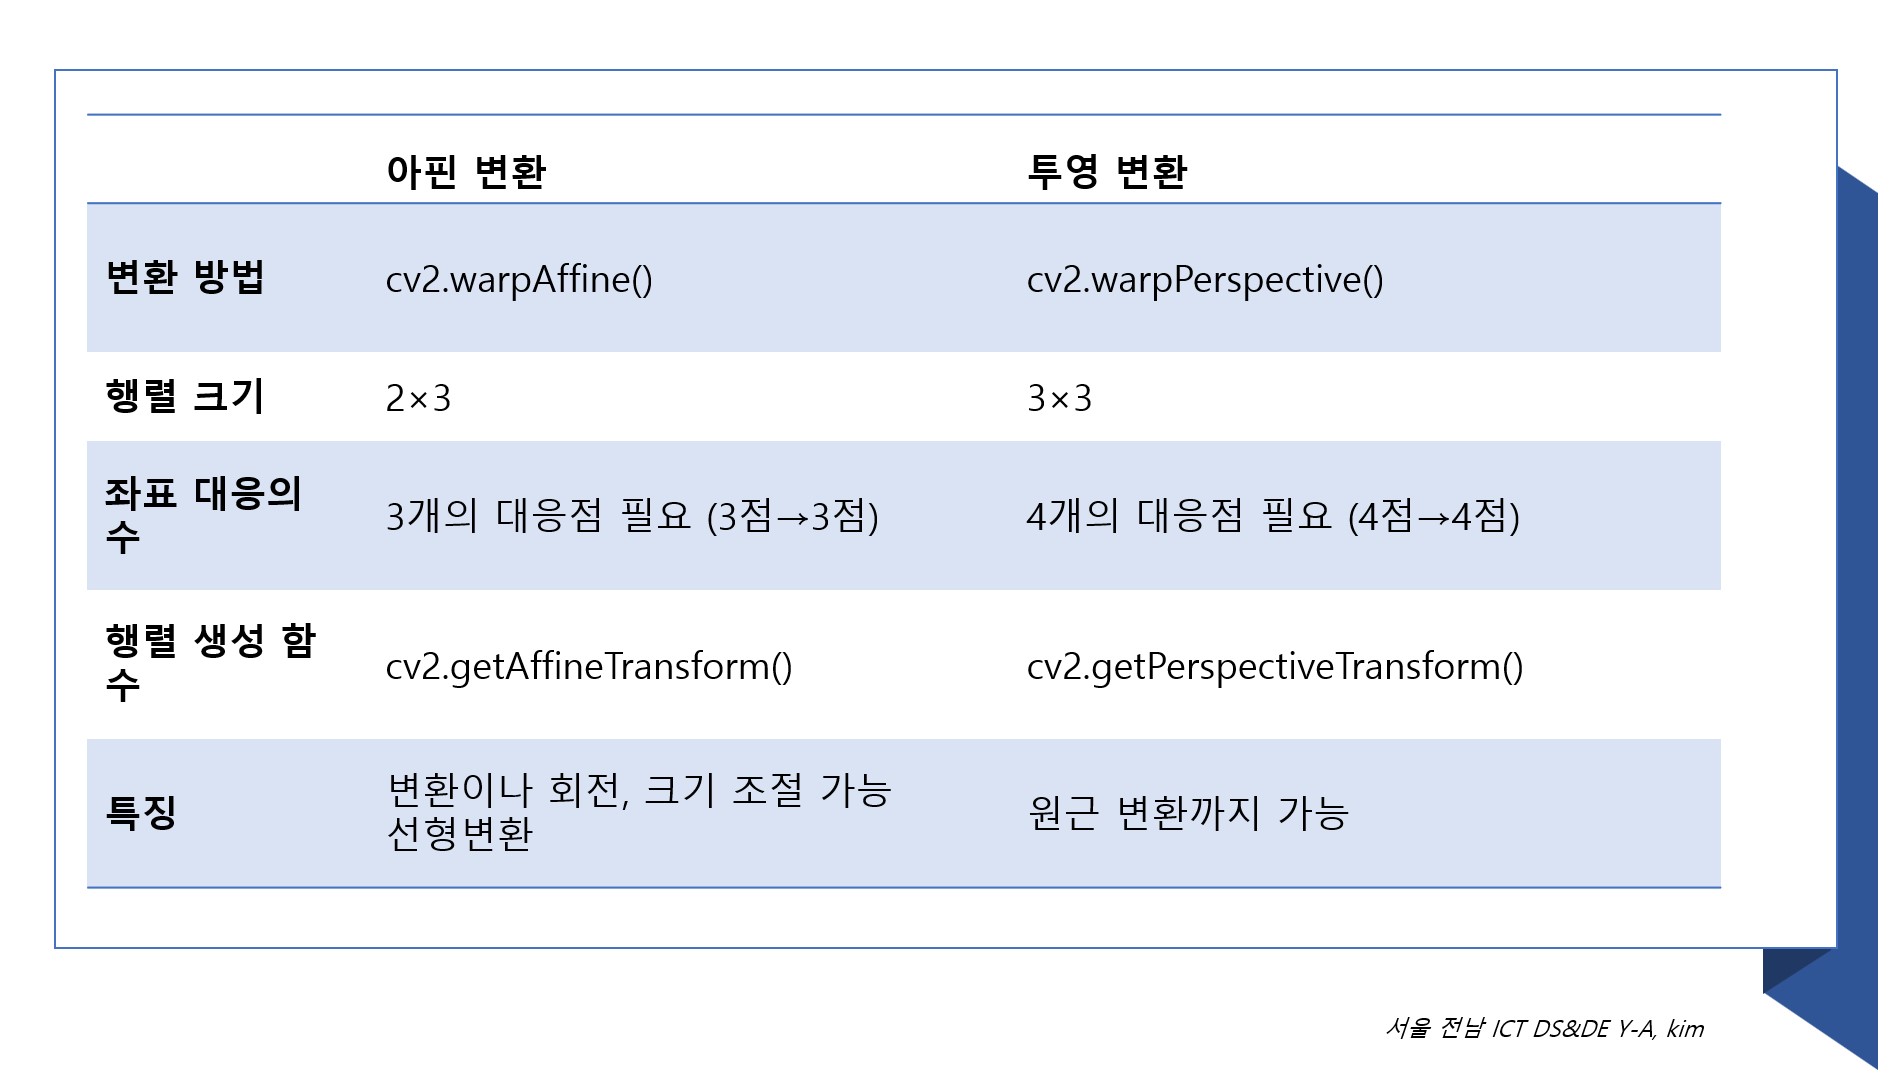 아핀 변환 투영 변환
변환 방법 cv2.warpAffine() cv2.warpPerspective()
행렬 크기 2×3 3×3
좌표 대응의
수
3개의 대응점 필요 (3점→3점) 4개의 대응점 필요 (4점→4점)
행렬 생성 함
수
cv2.getAffineTransform() cv2.getPerspectiveTransform()
특징
변환이나 회전, 크기 조절 가능
선형변환
원근 변환까지 가능
서울 전남 ICT DS&DE Y-A, kim